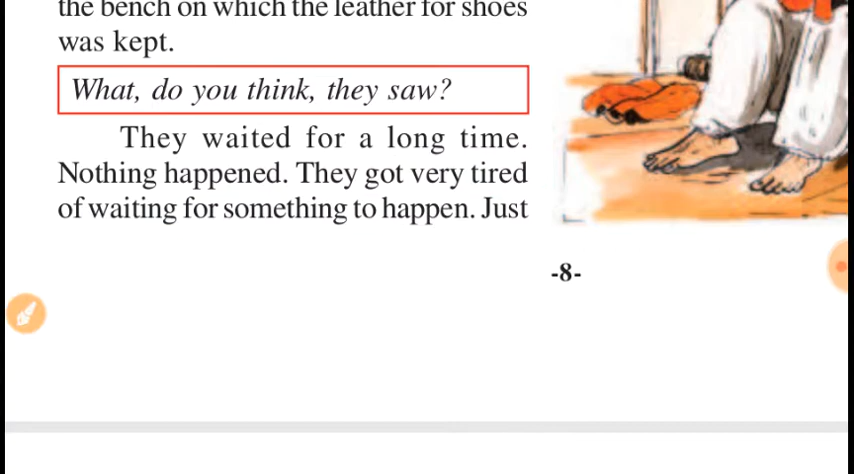 the bench on which the leather for shoes
was kept.
What, do you think, they saw?
They waited for a long time.
Nothing happened. They got very tired
of waiting for something to happen. Just
-8-